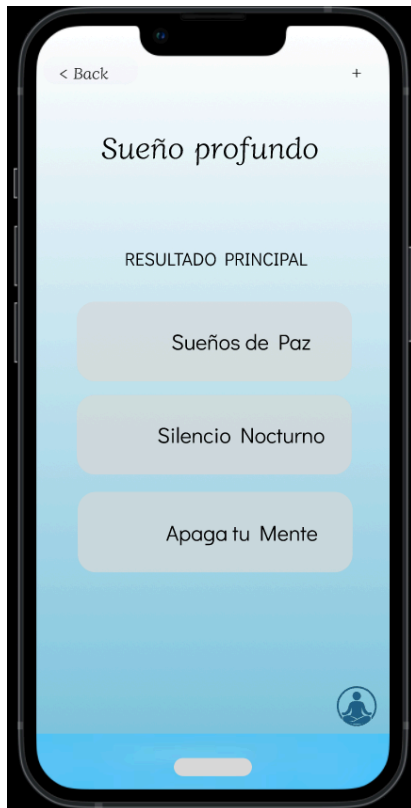 < Back
+
Sueño profundo
RESULTADO PRINCIPAL
Sueños de Paz
Silencio Nocturno
Apaga tu Mente